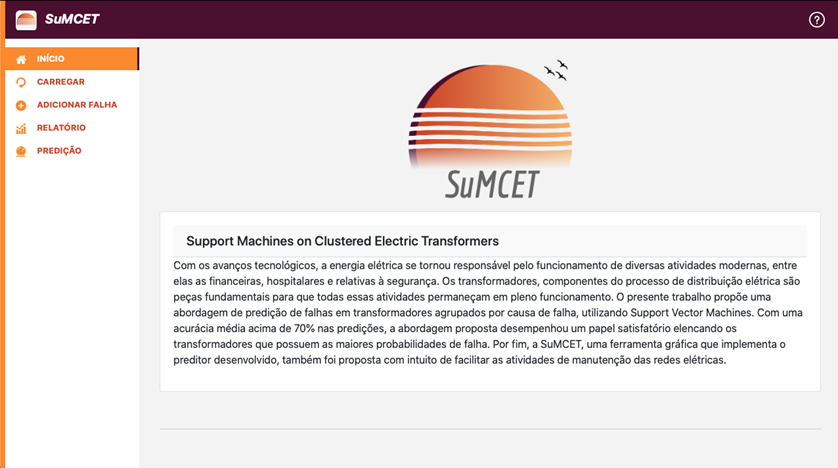 SuMCET
?
INÍCIO
CARREGAR
ADICIONAR FALHA
RELATÓRIO
PREDIÇÃO
SuMCET
Support Machines on Clustered Electric Transformers
Com os avanços tecnológicos, a energia elétrica se tornou responsável pelo funcionamento de diversas atividades modernas, entre
elas as financeiras, hospitalares e relativas à segurança. Os transformadores, componentes do processo de distribuição elétrica são
peças fundamentais para que todas essas atividades permaneçam em pleno funcionamento. O presente trabalho propõe uma
abordagem de predição de falhas em transformadores agrupados por causa de falha, utilizando Support Vector Machines. Com uma
acurácia média acima de 70% nas predições, a abordagem proposta desempenhou um papel satisfatório elencando os
transformadores que possuem as maiores probabilidades de falha. Por fim, a SuMCET, uma ferramenta gráfica que implementa o
preditor desenvolvido, também foi proposta com intuito de facilitar as atividades de manutenção das redes elétricas.